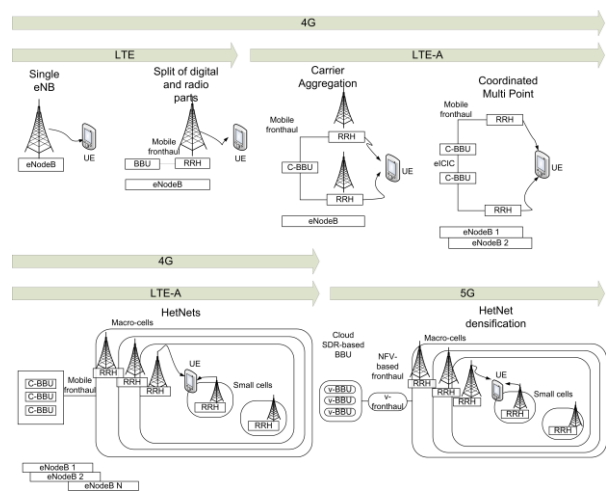 4G
LTE
LTE-A
Single
eNB
eNodeB
UE
Split of digital
and radio
parts
Mobile
fronthaul
BBU
RRH
UE
eNodeB
Carrier
Aggregation
Mobile
fronthaul
RRH
C-BBU
UE
RRH
eNodeB
Coordinated
Multi Point
Mobile
fronthaul
RRH
C-BBU
eICIC
C-BBU
UE
RRH
eNodeB 1
eNodeB 2
4G
LTE-A
5G
HetNets
Macro-cells
UE
RRH
RRH
RRH
Small cells
RRH
RRH
Mobile
fronthaul
C-BBU
C-BBU
C-BBU
eNodeB 1
eNodeB 2
eNodeB N
HetNet
densification
Cloud
SDR-based
BBU
NFV-
based
fronthaul
Macro-cells
v-BBU
v-BBU
v-BBU
v-
fronthaul
RRH
RRH
RRH
UE
Small cells
RRH
RRH